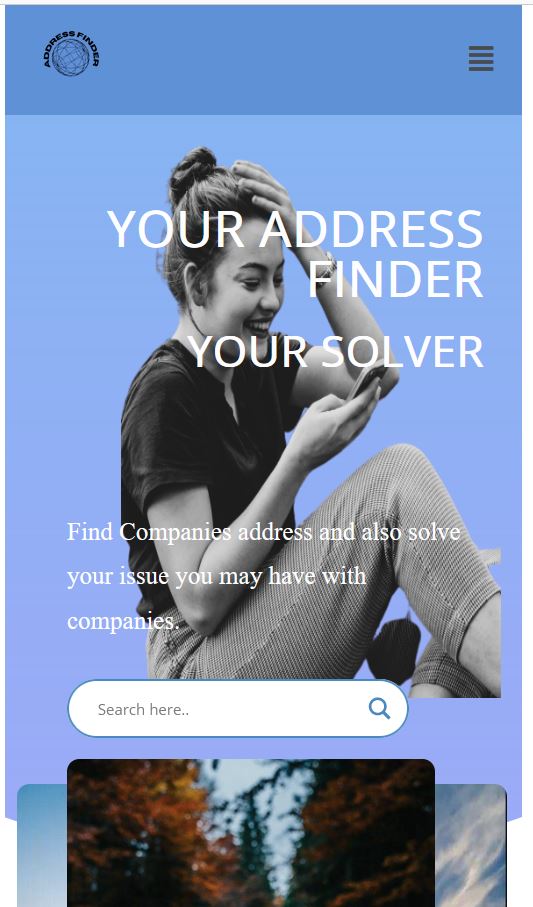 ADDRESS FINDER
YOUR ADDRESS
FINDER
YOUR SOLVER
Find Companies address and also solve
your issue you may have with
companies.
Search here..